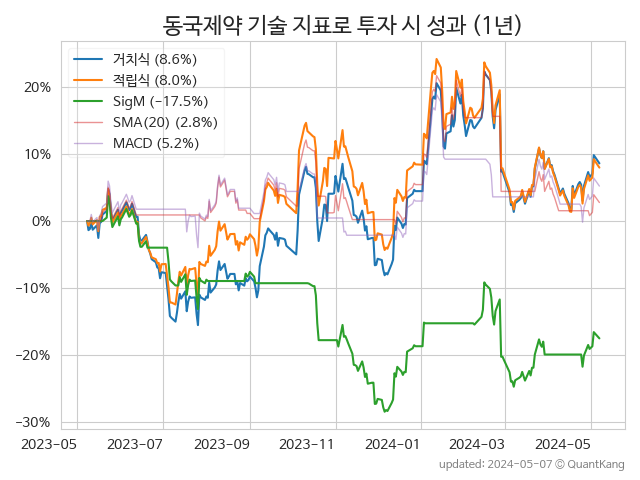 동국제약 기술 지표로 투자 시 성과 (1년)
거치식 (8.6%)
적립식 (8.0%)
SigM (−17.5%)
SMA(20) (2.8%)
MACD (5.2%)
20%
10%
0%
−10%
−20%
−30%
2023−05
2023−07
2023−09
2023−11
2024−01
2024−03
2024−05
updated: 2024−05−07 © QuantKang